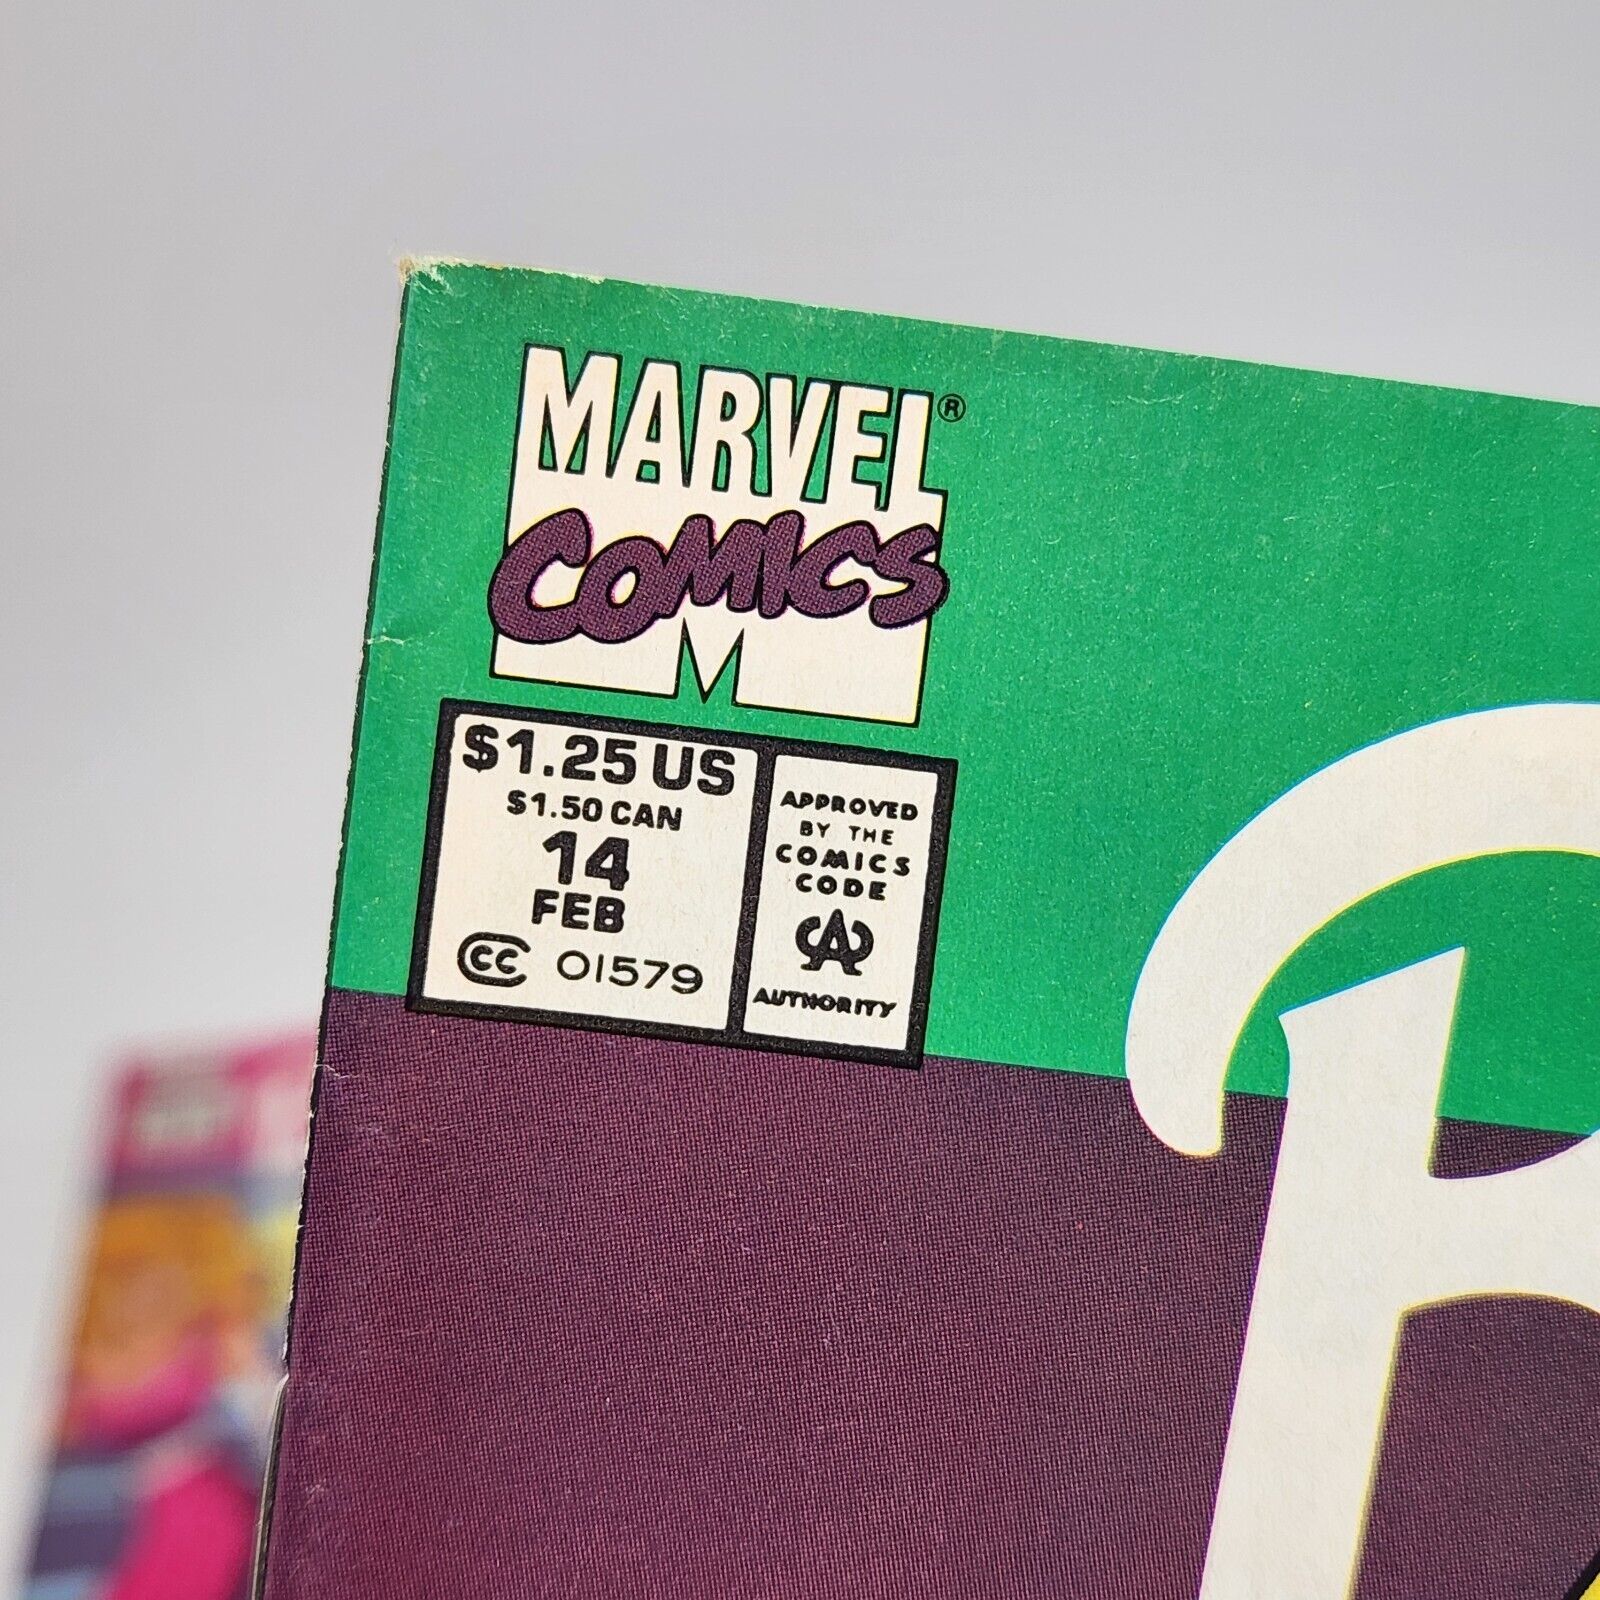 MARVEL®
COMICS
M
$1.25 US
$1.50 CAN
14
FEB
CC 01579
APPROVED
BY THE
COMICS
CODE
CA
AUTHORITY